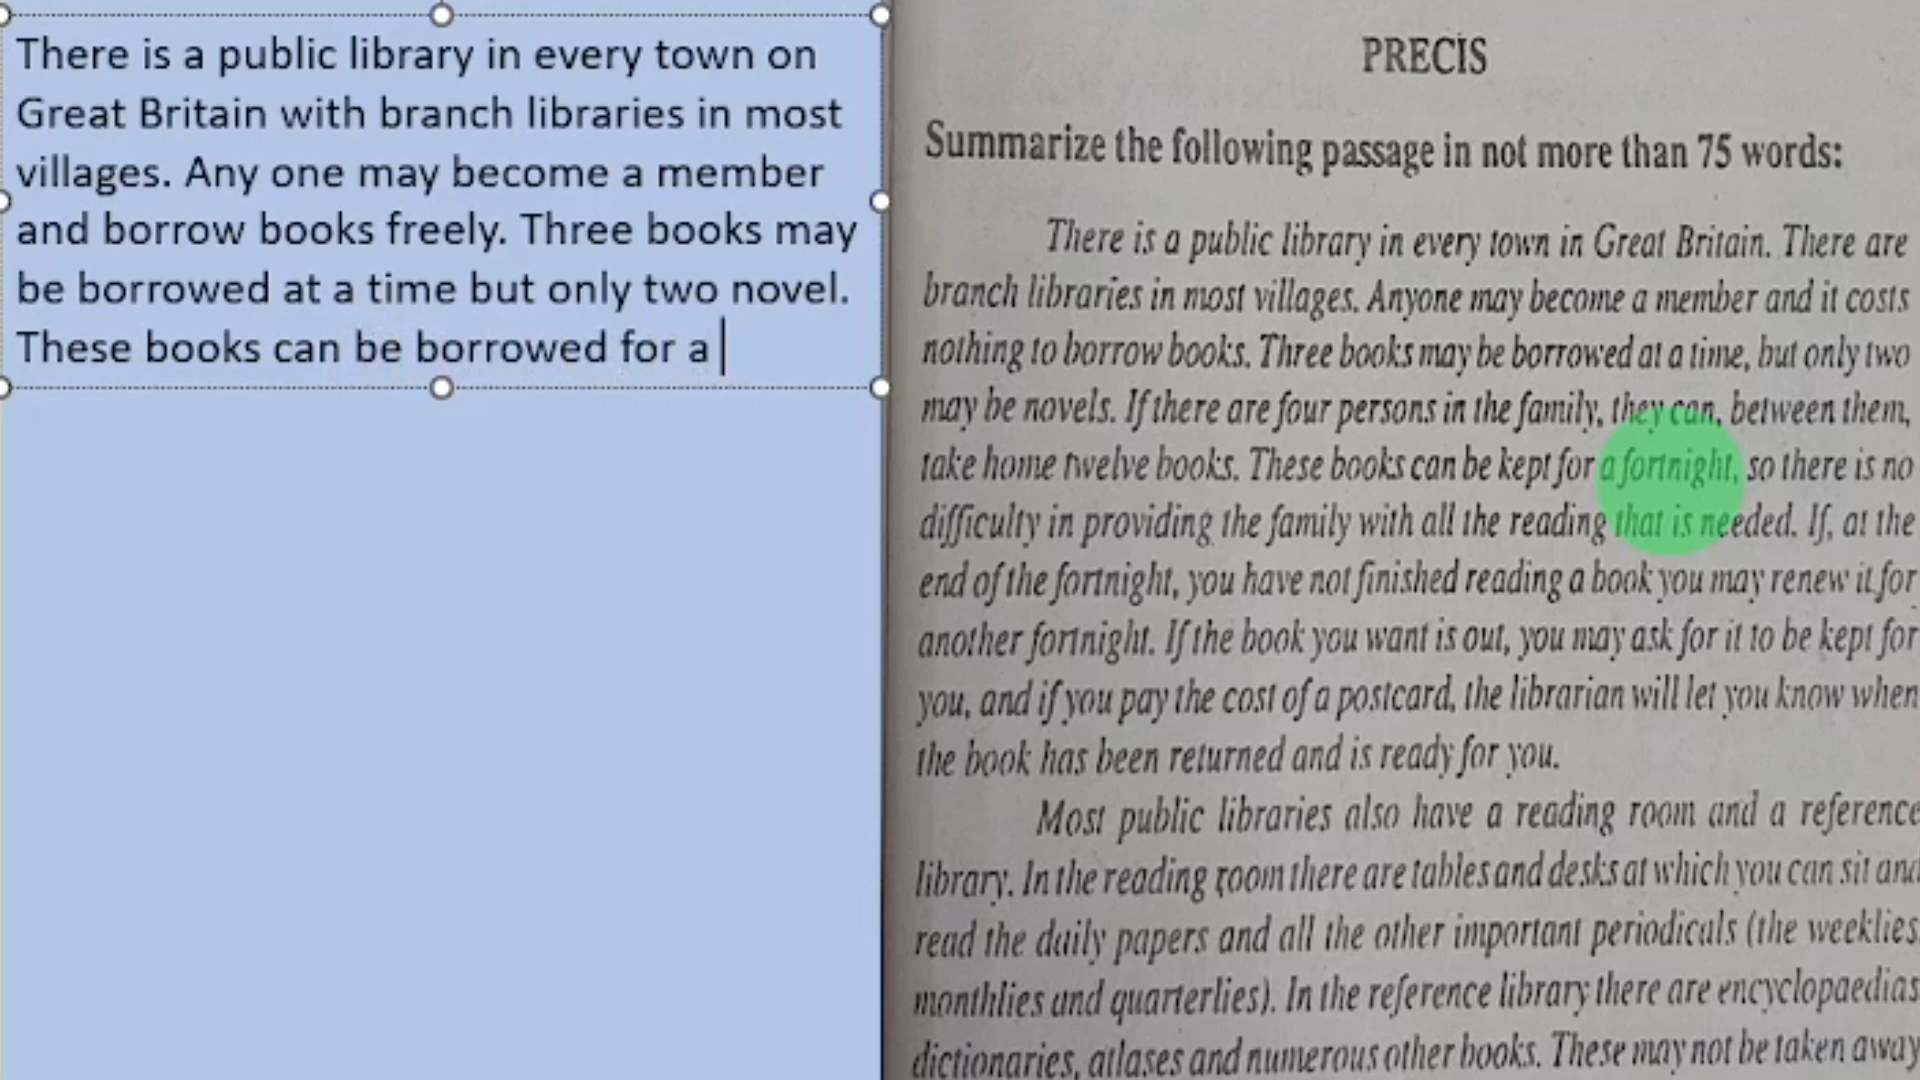 There is a public library in every town on
Great Britain with branch libraries in most
villages. Any one may become a member
and borrow books freely. Three books may
be borrowed at a time but only two novel.
These books can be borrowed for a
PRECIS
Summarize the following passage in not more than 75 words:
There is a public library in every town in Great Britain. There are
branch libraries in most villages. Anyone may become a member and it costs
nothing to borrow books. Three books may be borrowed at a time, but only two
may be novels. If there are four persons in the family, they can, between them,
take home twelve books. These books can be kept for a fortnight, so there is no
difficulty in providing the family with all the reading that is needed. If, at the
end of the fortnight, you have not finished reading a book you may renew it for
another fortnight. If the book you want is out, you may ask for it to be kept for
you, and if you pay the cost of a postcard, the librarian will let you know when
the book has been returned and is ready for you.
Most public libraries also have a reading room and a reference
library. In the reading room there are tables and desks at which you can sit and
read the daily papers and all the other important periodicals (the weeklies
monthlies and quarterlies). In the reference library there are encyclopaedias
dictionaries, atlases and numerous other books. These may not be taken away